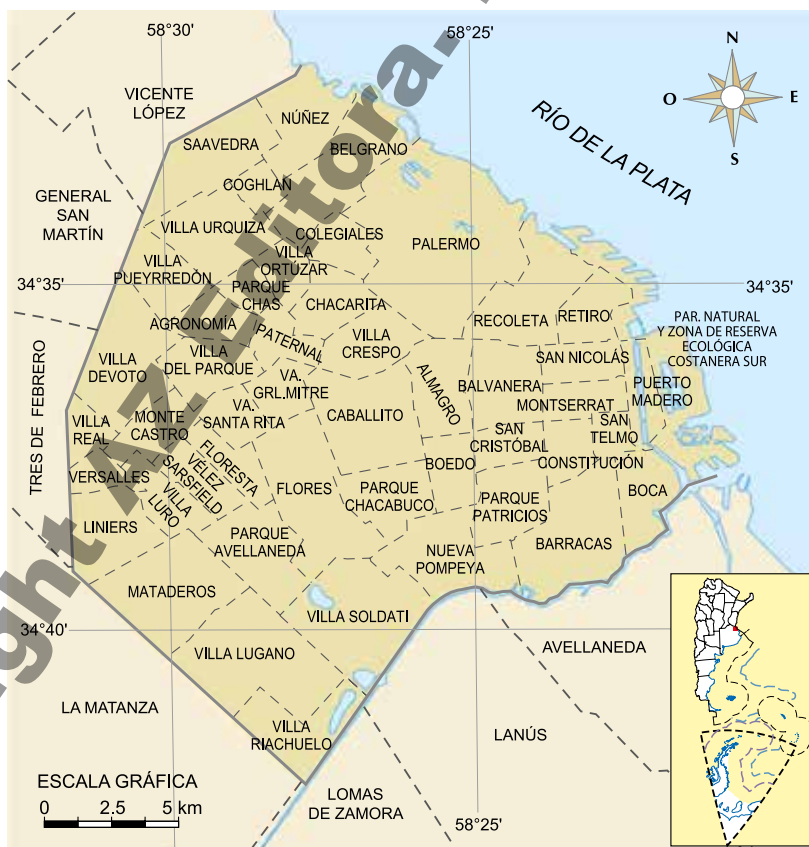 58°30'
58°25'
N
O
E
S
VICENTE
LÓPEZ
NÚÑEZ
SAAVEDRA
BELGRANO
RÍO DE LA PLATA
COGHLAN
GENERAL
SAN
MARTÍN
VILLA URQUIZA
COLEGIALES
PALERMO
VILLA
ORTÚZAR
VILLA
PUEYRREDÒN
34°35'
34°35'
PARQUE
CHAS
CHACARITA
AGRONOMÍA
PATERNAL
VILLA
CRESPO
RECOLETA
RETIRO
PAR. NATURAL
Y ZONA DE RESERVA
ECOLÓGICA
COSTANERA SUR
TRES DE FEBRERO
VILLA
DEVOTO
VILLA
DEL PARQUE
SAN NICOLÁS
VA.
GRL.MITRE
ALMAGRO
BALVANERA
PUERTO
MADERO
MONTSERRAT
VILLA
REAL
MONTE
CASTRO
VA.
SANTA RITA
CABALLITO
SAN
CRISTÓBAL
SAN
TELMO
VERSALLES
FLORESTA
VÉLEZ
SARSFIELD
VILLA
LURO
BOEDO
CONSTITUCIÓN
FLORES
PARQUE
CHACABUCO
PARQUE
PATRICIOS
BOCA
LINIERS
PARQUE
AVELLANEDA
NUEVA
POMPEYA
BARRACAS
MATADEROS
VILLA SOLDATI
34°40'
VILLA LUGANO
AVELLANEDA
LA MATANZA
VILLA
RIACHUELO
LANÚS
LOMAS
DE ZAMORA
58°25'
ESCALA GRÁFICA
0 2.5 5 km
right AZ Editora.